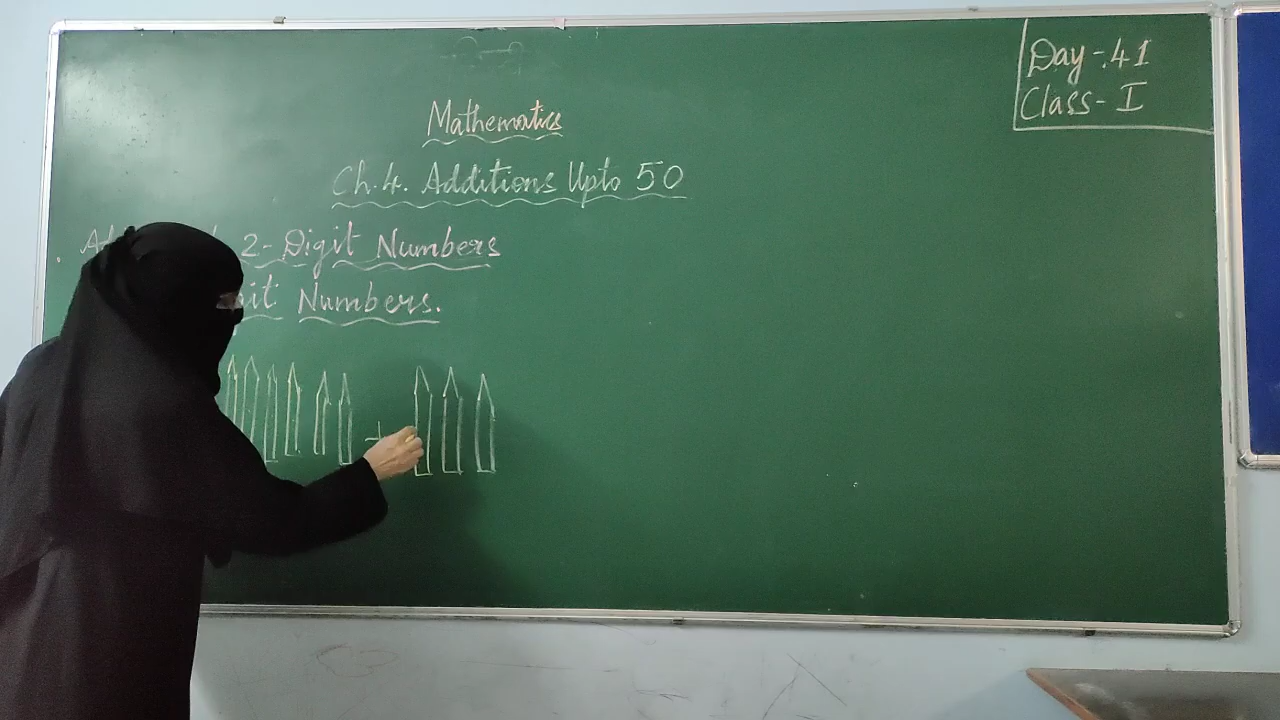 Day-:41
Class- I
Mathematics
Ch.4. Additions Upto 50
2-Digit Numbers
Numbers.
+